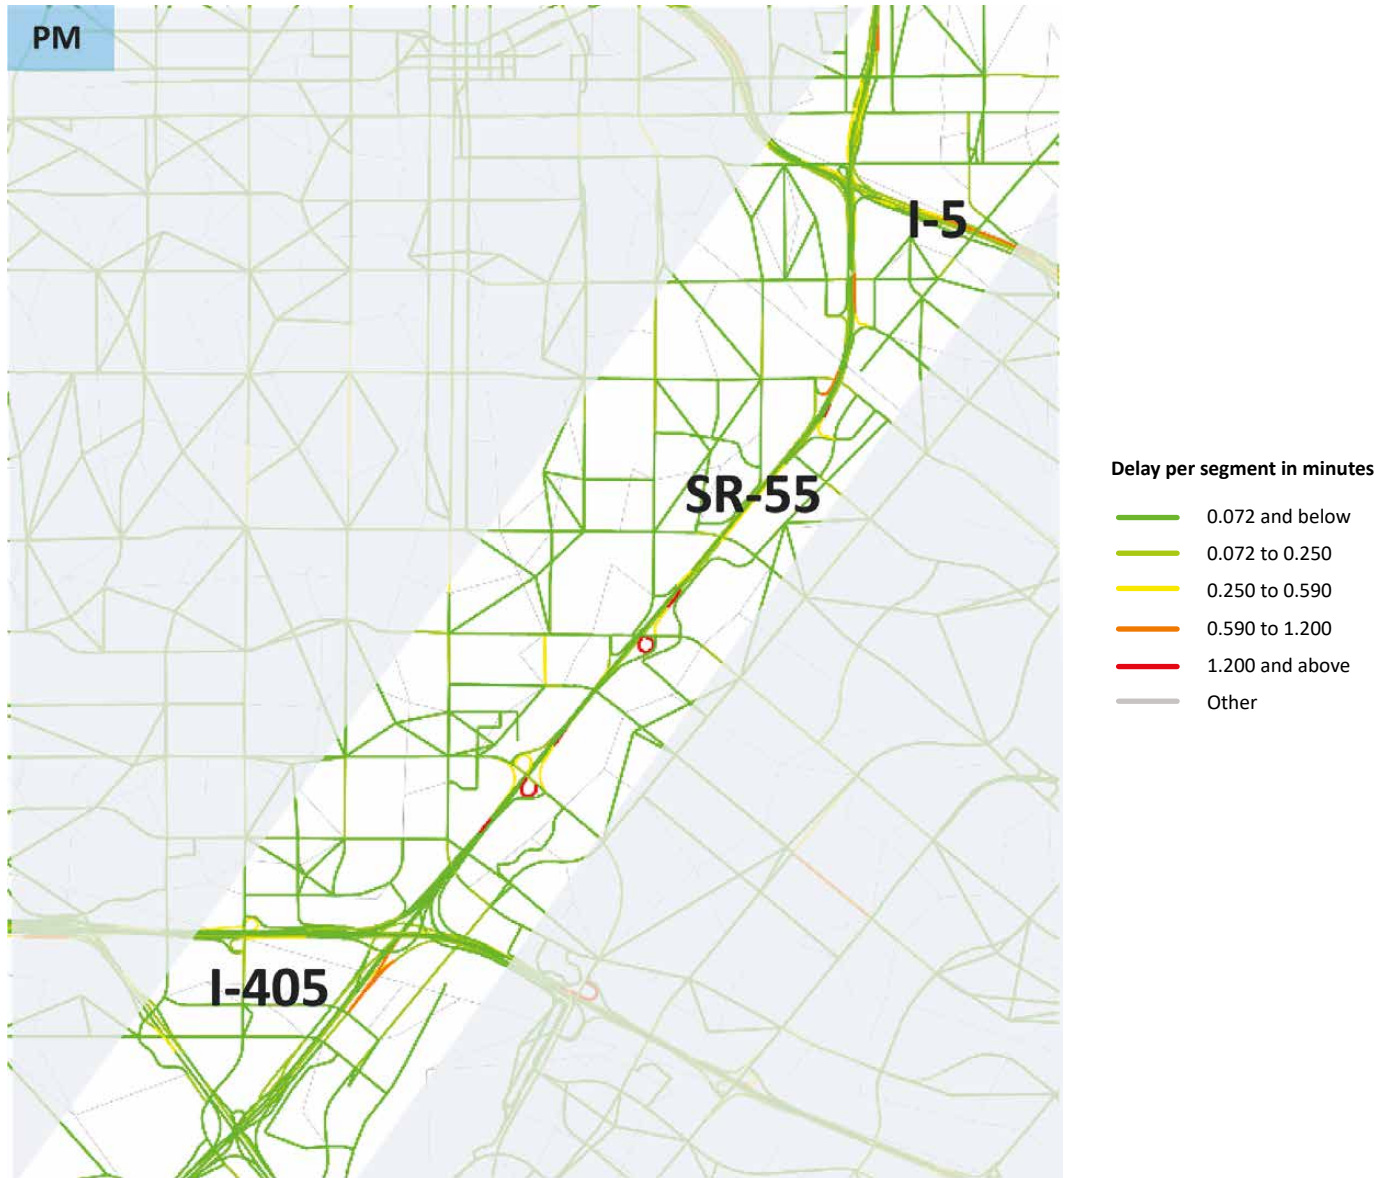 PM
I-5
SR-55
I-405
Delay per segment in minutes
0.072 and below
0.072 to 0.250
0.250 to 0.590
0.590 to 1.200
1.200 and above
Other